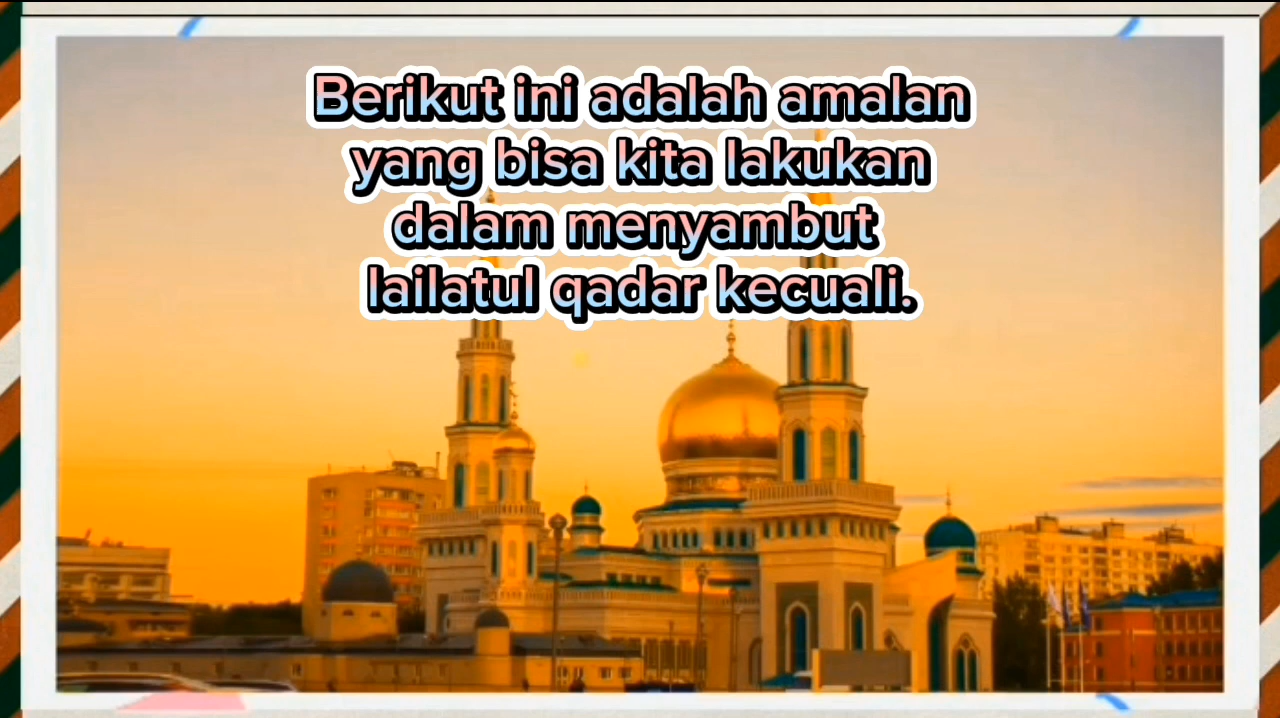 Berikut ini adalah amalan
yang bisa kita lakukan
dalam menyambut
lailatul qadar kecuali.